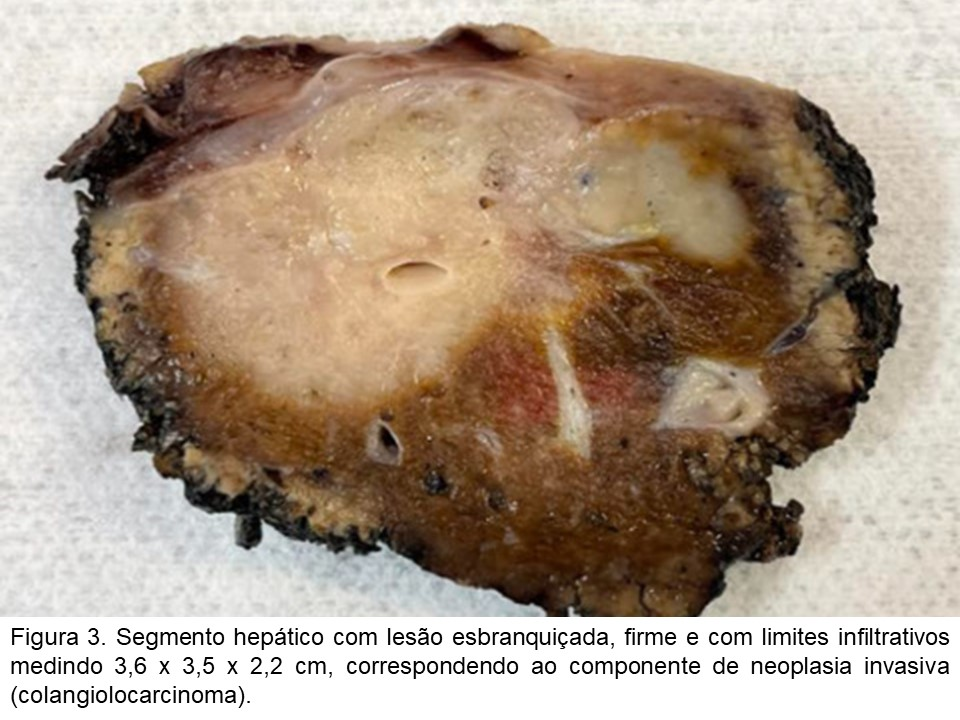 Figura 3. Segmento hepático com lesão esbranquiçada, firme e com limites infiltrativos
medindo 3,6 x 3,5 x 2,2 cm, correspondendo ao componente de neoplasia invasiva
(colangiolocarcinoma).